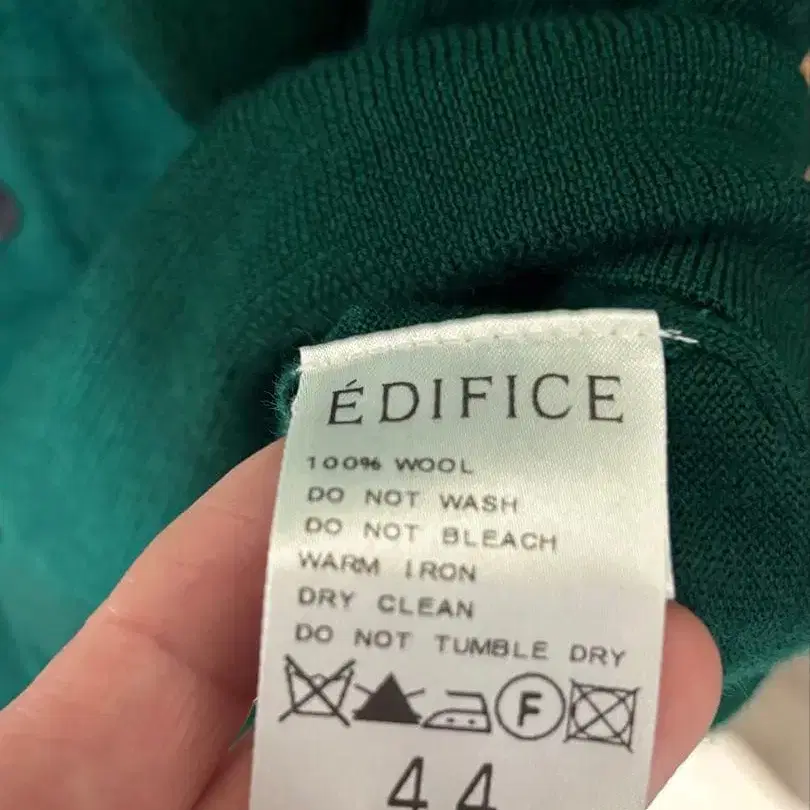 ÉDIFICE
100% WOOL
DO NOT WASH
DO NOT BLEACH
WARM IRON
DRY CLEAN
DO NOT TUMBLE DRY
F
44